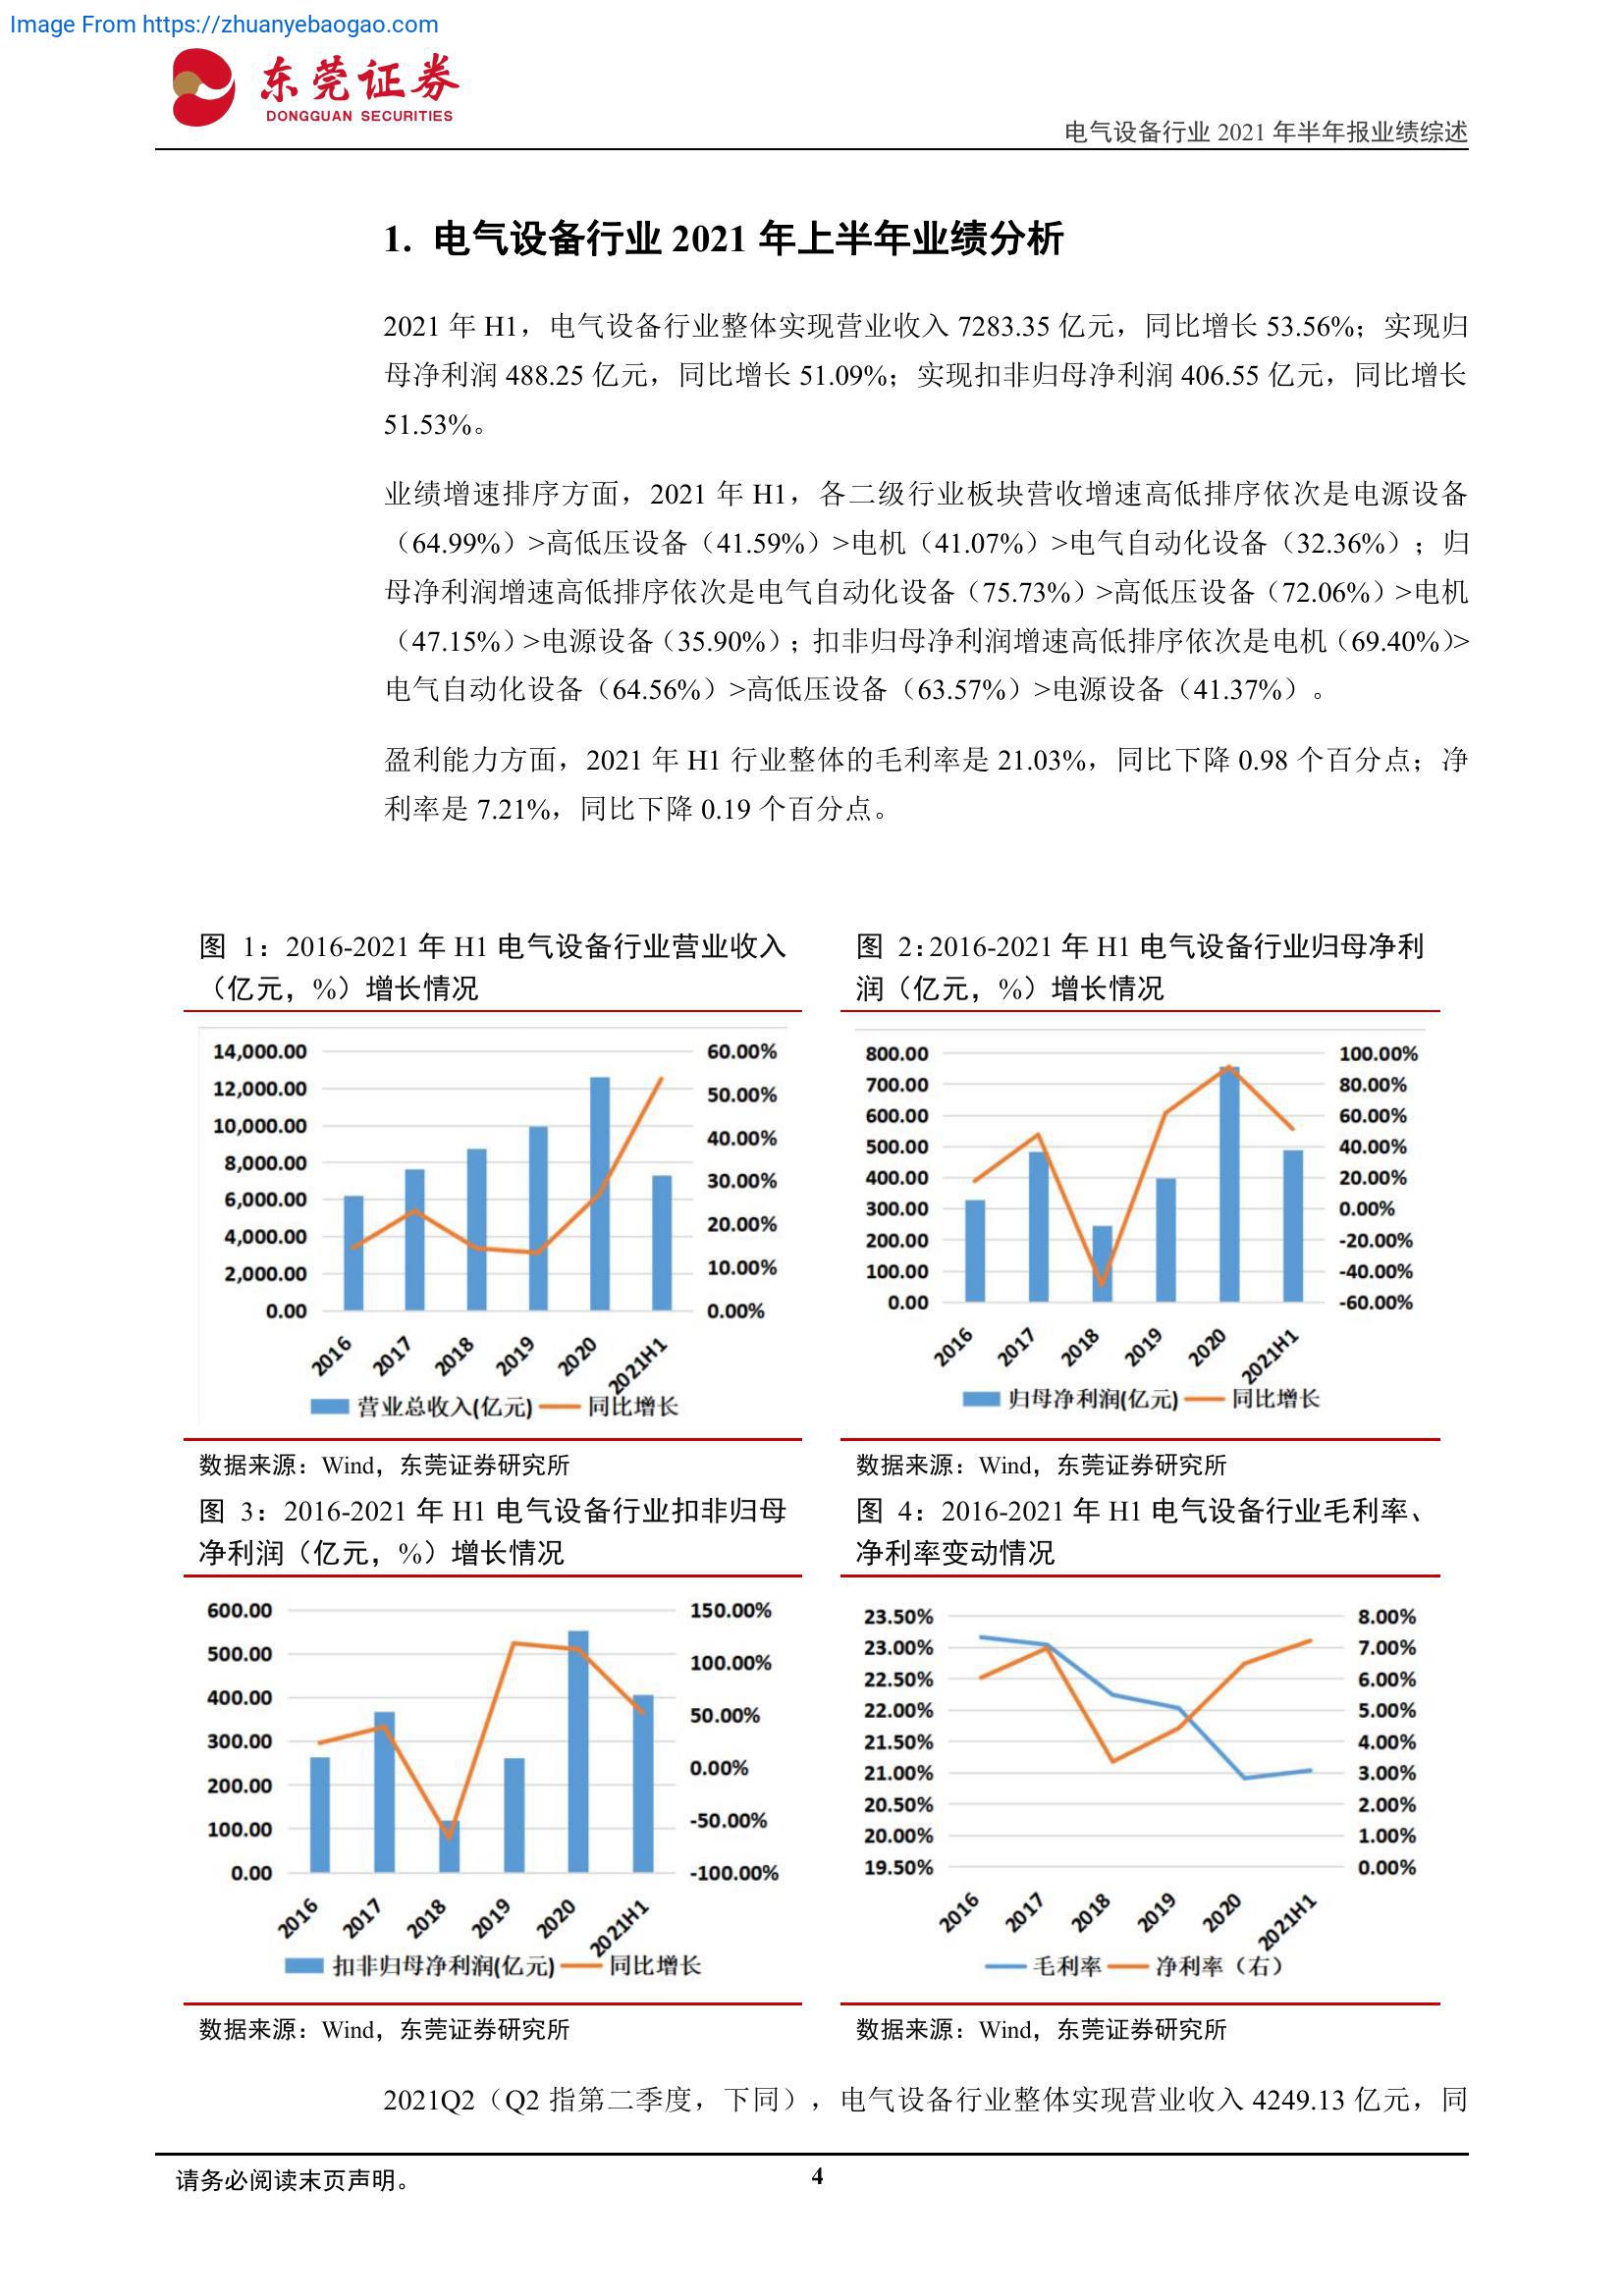 Image From https://zhuanyebaogao.com
东莞证券
DONGGUAN SECURITIES
电气设备行业 2021 年半年报业绩综述
1. 电气设备行业 2021 年上半年业绩分析
2021 年 H1，电气设备行业整体实现营业收入 7283.35 亿元，同比增长 53.56%；实现归
母净利润 488.25 亿元，同比增长 51.09%；实现扣非归母净利润 406.55 亿元，同比增长
51.53%。
业绩增速排序方面，2021 年 H1，各二级行业板块营收增速高低排序依次是电源设备
（64.99%）>高低压设备（41.59%）>电机（41.07%）>电气自动化设备（32.36%）；归
母净利润增速高低排序依次是电气自动化设备（75.73%）>高低压设备（72.06%）>电机
（47.15%）>电源设备（35.90%）；扣非归母净利润增速高低排序依次是电机（69.40%）>
电气自动化设备（64.56%）>高低压设备（63.57%）>电源设备（41.37%）。
盈利能力方面，2021 年 H1 行业整体的毛利率是 21.03%，同比下降 0.98 个百分点；净
利率是 7.21%，同比下降 0.19 个百分点。
图 1：2016-2021 年 H1 电气设备行业营业收入
（亿元，%）增长情况
14,000.00
12,000.00
10,000.00
8,000.00
6,000.00
4,000.00
2,000.00
0.00
60.00%
50.00%
40.00%
30.00%
20.00%
10.00%
0.00%
2016 2017 2018 2019 2020 2021H1
营业总收入(亿元) 同比增长
数据来源：Wind，东莞证券研究所
图 2：2016-2021 年 H1 电气设备行业归母净利
润（亿元，%）增长情况
800.00
700.00
600.00
500.00
400.00
300.00
200.00
100.00
0.00
100.00%
80.00%
60.00%
40.00%
20.00%
0.00%
-20.00%
-40.00%
-60.00%
2016 2017 2018 2019 2020 2021H1
归母净利润(亿元) 同比增长
数据来源：Wind，东莞证券研究所
图 3：2016-2021 年 H1 电气设备行业扣非归母
净利润（亿元，%）增长情况
600.00
500.00
400.00
300.00
200.00
100.00
0.00
150.00%
100.00%
50.00%
0.00%
-50.00%
-100.00%
2016 2017 2018 2019 2020 2021H1
扣非归母净利润(亿元) 同比增长
数据来源：Wind，东莞证券研究所
图 4：2016-2021 年 H1 电气设备行业毛利率、
净利率变动情况
23.50%
23.00%
22.50%
22.00%
21.50%
21.00%
20.50%
20.00%
19.50%
8.00%
7.00%
6.00%
5.00%
4.00%
3.00%
2.00%
1.00%
0.00%
2016 2017 2018 2019 2020 2021H1
毛利率 净利率（右）
数据来源：Wind，东莞证券研究所
2021Q2（Q2 指第二季度，下同），电气设备行业整体实现营业收入 4249.13 亿元，同
请务必阅读末页声明。
4